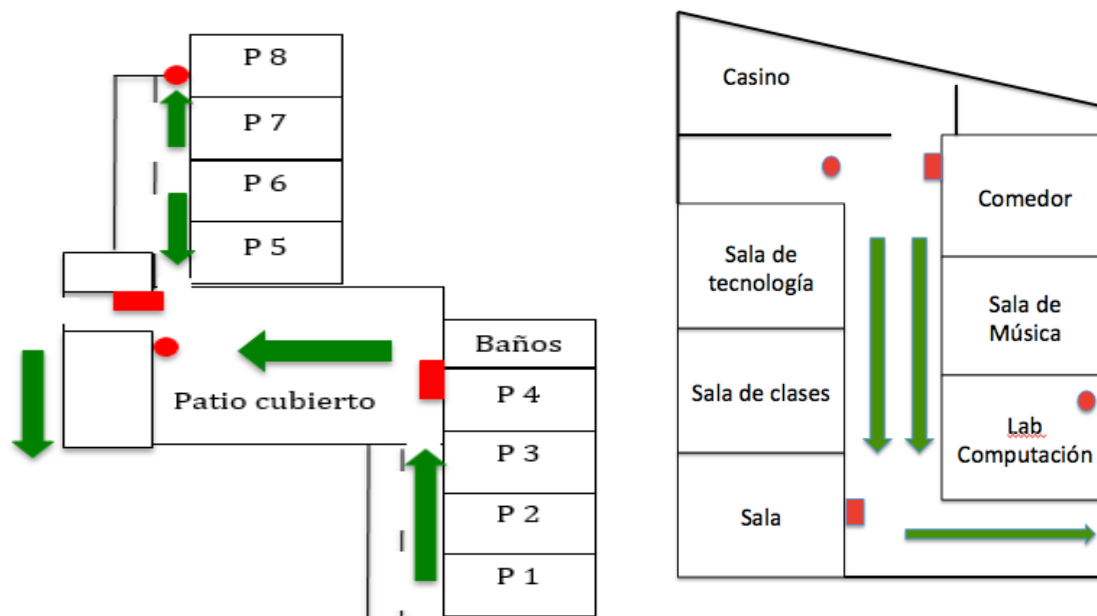 P 8
P 7
P 6
P 5
Baños
P 4
Patio cubierto
P 3
P 2
P 1
Casino
Comedor
Sala de
tecnología
Sala de
Música
Sala de clases
Lab
Computación
Sala